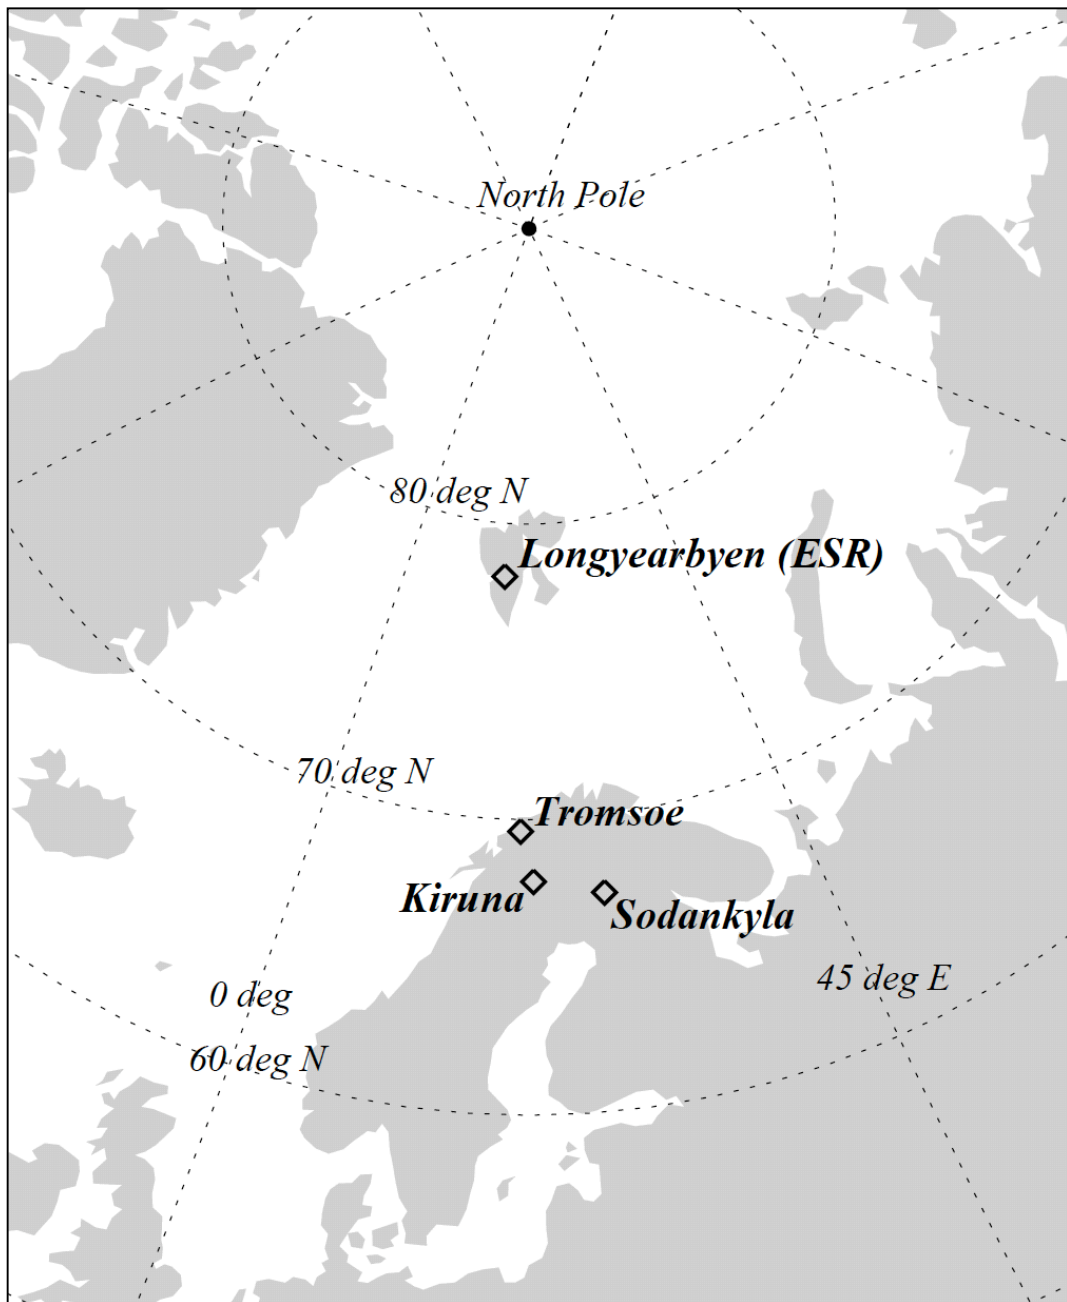 North Pole
80 deg N
Longyearbyen (ESR)
70 deg N
Tromsoe
Kiruna
Sodankyla
45 deg E
0 deg
60 deg N